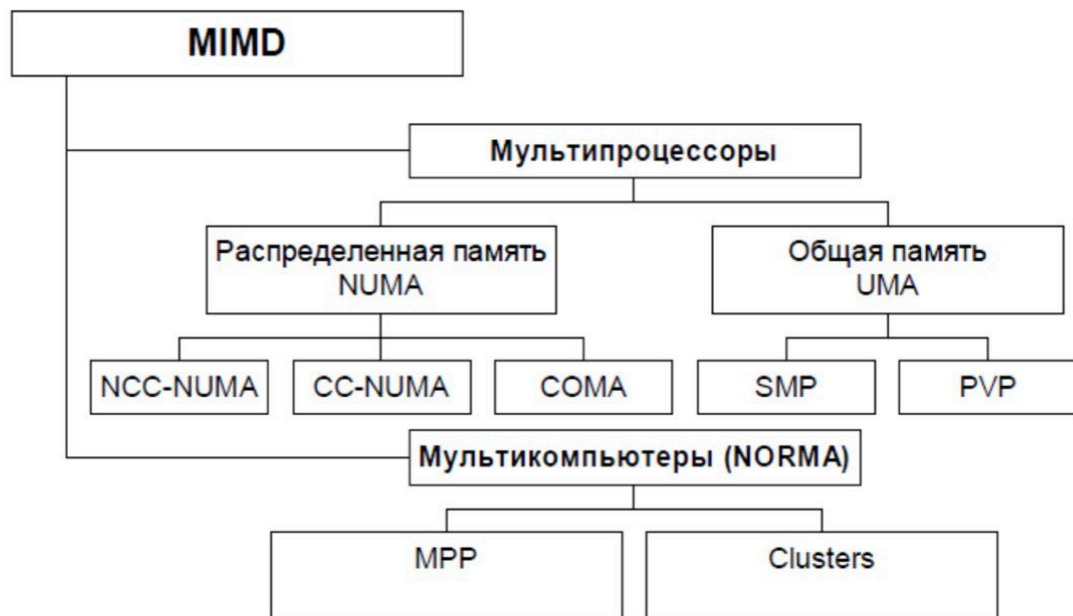 MIMD
Мультипроцессоры
Распределенная память
NUMA
Общая память
UMA
NCC-NUMA
CC-NUMA
COMA
SMP
PVP
Мультикомпьютеры (NORMA)
MPP
Clusters